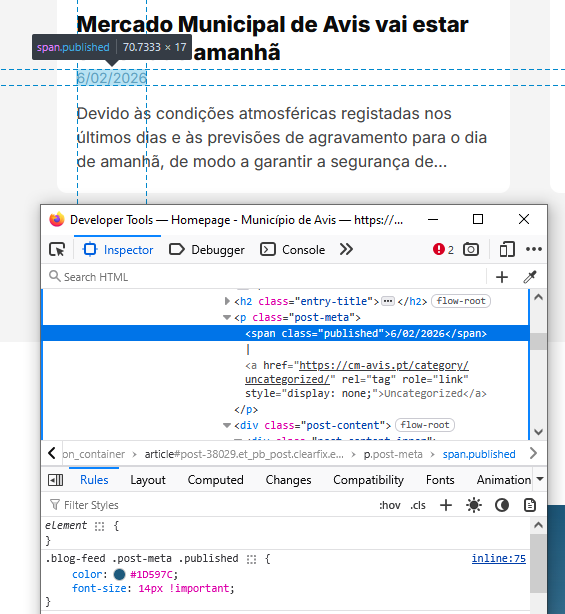 Mercado Municipal de Avis vai estar
amanhã
span.published 70.7333 × 17
6/02/2026
Devido às condições atmosféricas registadas nos
últimos dias e às previsões de agravamento para o dia
de amanhã, de modo a garantir a segurança de...
Developer Tools — Homepage - Município de Avis — https://...
Inspector Debugger Console 2
Search HTML
<h2 class="entry-title"> </h2> flow-root
<p class="post-meta">
<span class="published">6/02/2026</span>
|
<a href="https://cm-avis.pt/category/
uncategorized/" rel="tag" role="link"
style="display: none;">Uncategorized</a>
</p>
<div class="post-content"> flow-root
<div class="post-content-inner">
on_container > article#post-38029.et_pb_post.clearfix.e... > p.post-meta > span.published
Rules Layout Computed Changes Compatibility Fonts Animation
Filter Styles :hov .cls
element {
}
.blog-feed .post-meta .published { inline:75
color: #1D597C;
font-size: 14px !important;
}